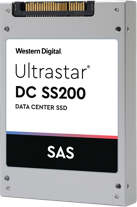 Western Digital
Ultrastar
DC SS200
DATA CENTER SSD
SAS